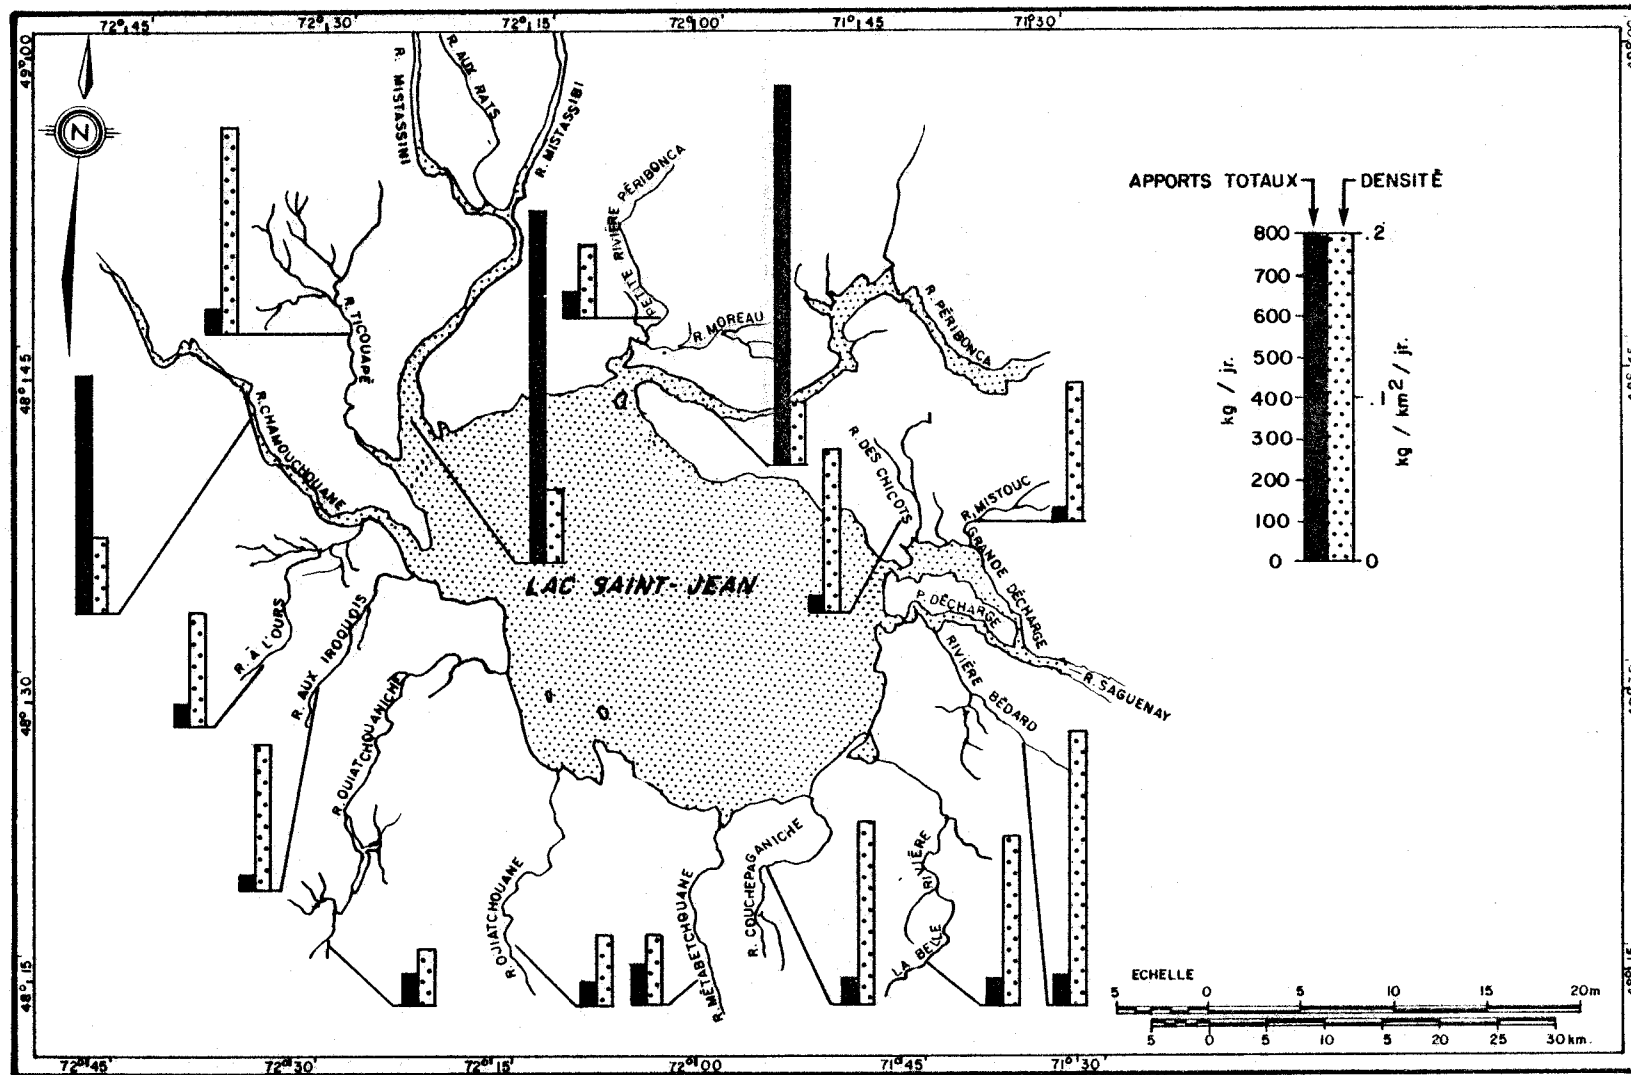 72°45' 72°30' 72°15' 72°00' 71°45' 71°30'
49°00'
48°45'
48°30'
48°15'
N
R. MISTASSINI
R. AUX RATS
R. MISTASSIBI
PETITE RIVIÈRE PÉRIBONCA
R. MOREAU
R. PÉRIBONCA
R. TICOUAPÉ
R. CHAMOUCHOUANE
R. DES CHICOTS
R. MISTOUC
GRANDE DÉCHARGE
P. DÉCHARGE
LAC SAINT-JEAN
R. À L'OURS
R. AUX IROQUOIS
R. OUIATCHOUANICHE
RIVIÈRE BÉDARD
R. SAGUENAY
R. OUIATCHOUANE
R. MÉTABETCHOUANE
R. COUCHEPAGANICHE
LA BELLE RIVIÈRE
APPORTS TOTAUX DENSITÉ
800 .2
700
600
500
400 .1
300
200
100
0 0
kg / jr.
kg / km2 / jr.
ECHELLE
5 0 5 10 15 20m
5 0 5 10 5 20 25 30 km.
72°45' 72°30' 72°15' 72°00' 71°45' 71°30'